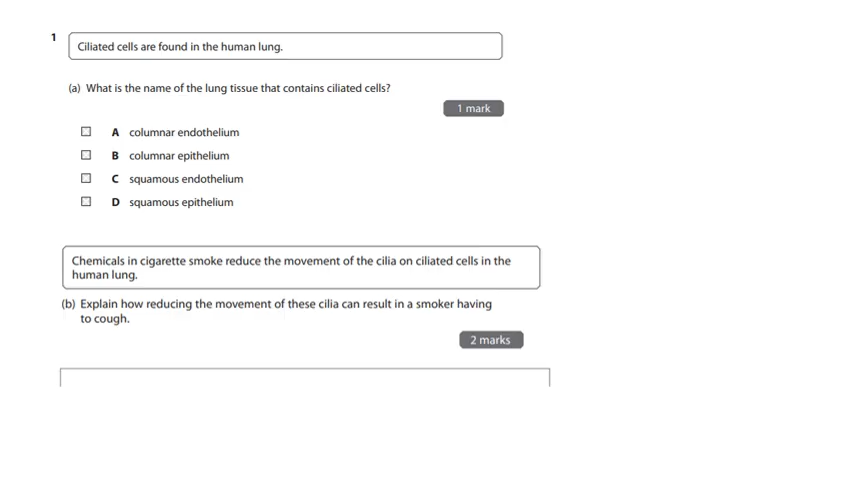 1
Ciliated cells are found in the human lung.
(a) What is the name of the lung tissue that contains ciliated cells?
1 mark
A columnar endothelium
B columnar epithelium
C squamous endothelium
D squamous epithelium
Chemicals in cigarette smoke reduce the movement of the cilia on ciliated cells in the
human lung.
(b) Explain how reducing the movement of these cilia can result in a smoker having
to cough.
2 marks